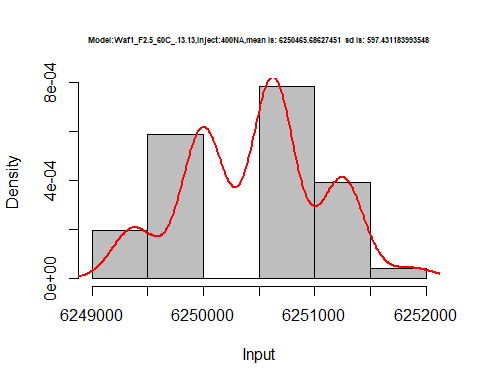 Model:Waf1_F2.5_60C_.13.13,Inject:400NA,mean is: 6250465.68627451  sd is: 597.431183993548
Density
8e-04
4e-04
0e+00
6249000 6250000 6251000 6252000
Input